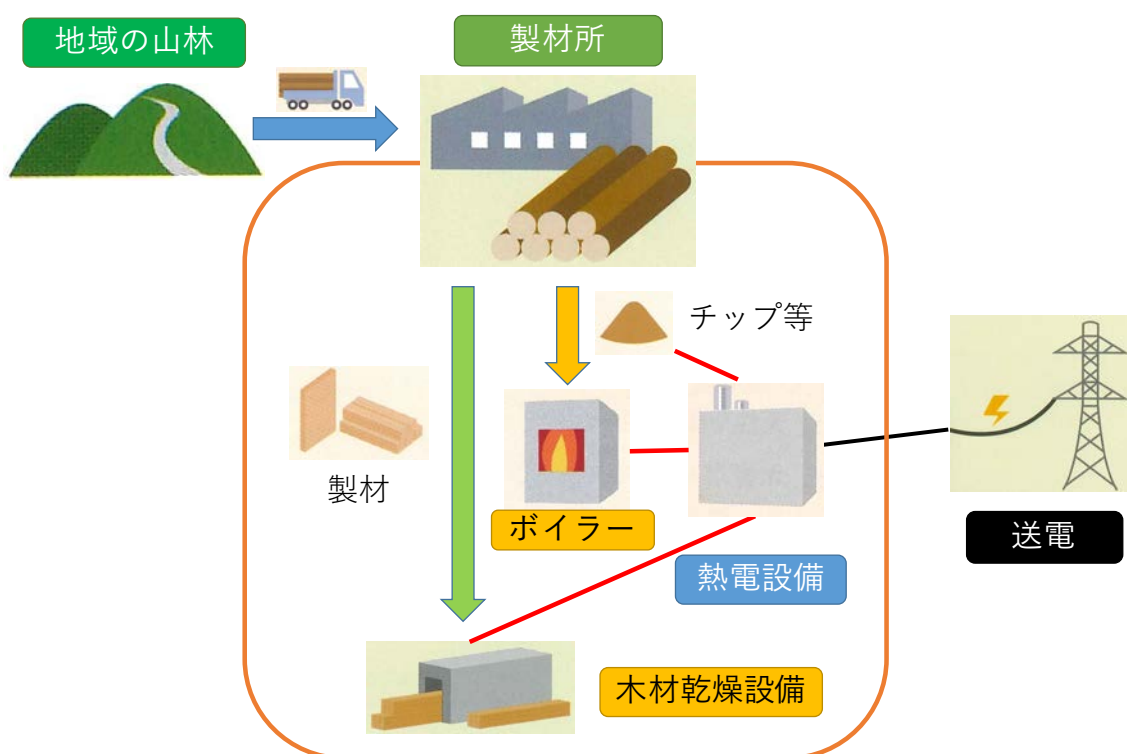 地域の山林
製材所
チップ等
製材
ボイラー
送電
熱電設備
木材乾燥設備